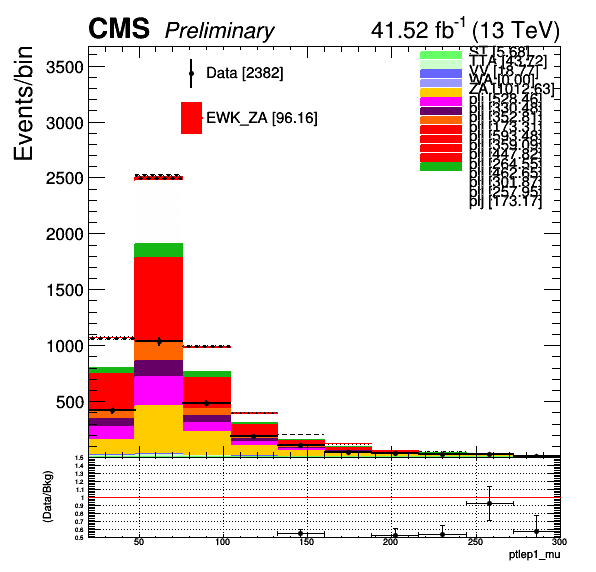 CMS Preliminary 41.52 fb-1 (13 TeV)
Events/bin
3500
3000
2500
2000
1500
1000
500
Data [2382]
EWK_ZA [96.16]
ST [5.68]
TTA [43.72]
VV [18.77]
WA [0.00]
ZA [1012.63]
plj [528.46]
plj [330.48]
plj [352.81]
plj [173.31]
plj [593.48]
plj [359.09]
plj [447.82]
plj [264.55]
plj [462.65]
plj [301.87]
plj [257.95]
plj [173.17]
(Data/Bkg)
1.5
1.4
1.3
1.2
1.1
1
0.9
0.8
0.7
0.6
0.5
50 100 150 200 250 300
ptlep1_mu